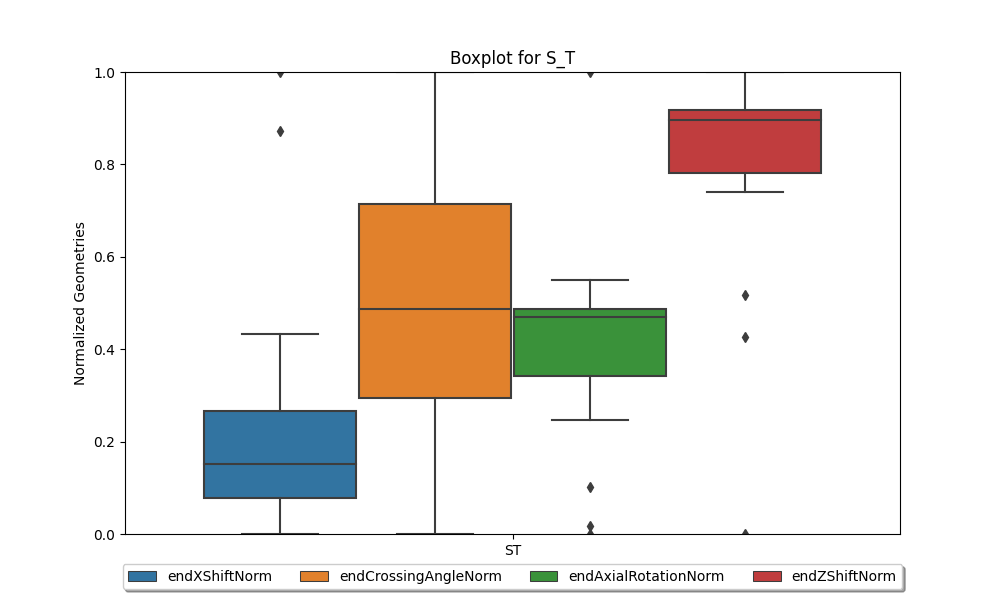 Boxplot for S_T
1.0
0.8
0.6
0.4
0.2
0.0
Normalized Geometries
ST
endXShiftNorm endCrossingAngleNorm endAxialRotationNorm endZShiftNorm